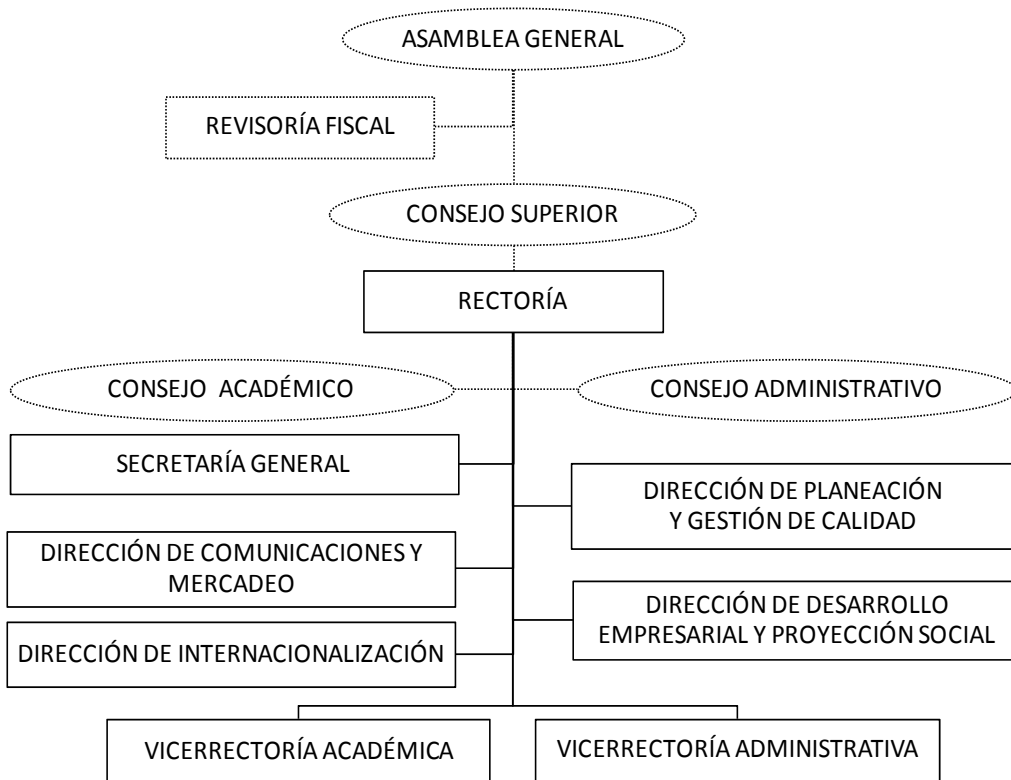 ASAMBLEA GENERAL
REVISORÍA FISCAL
CONSEJO SUPERIOR
RECTORÍA
CONSEJO ACADÉMICO
CONSEJO ADMINISTRATIVO
SECRETARÍA GENERAL
DIRECCIÓN DE PLANEACIÓN
Y GESTIÓN DE CALIDAD
DIRECCIÓN DE COMUNICACIONES Y
MERCADEO
DIRECCIÓN DE DESARROLLO
EMPRESARIAL Y PROYECCIÓN SOCIAL
DIRECCIÓN DE INTERNACIONALIZACIÓN
VICERRECTORÍA ACADÉMICA
VICERRECTORÍA ADMINISTRATIVA